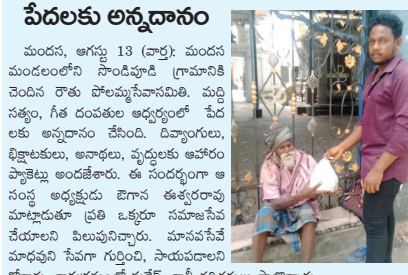 పేదలకు అన్నదానం
మందస, ఆగస్టు 13 (వార్త): మందస
మండలంలోని సొండిపూడి గ్రామానికి
చెందిన రౌతు పోలమ్మసేవాసమితి. మద్ది
సత్యం, గీత దంపతుల ఆధ్వర్యంలో పేద
లకు అన్నదానం చేసింది. దివ్యాంగులు,
భిక్షాటకులు, అనాథలు, వృద్ధులకు ఆహారం
ప్యాకెట్లు అందజేశారు. ఈ సందర్భంగా ఆ
సంస్థ అధ్యక్షుడు ఔగాన ఈశ్వరరావు
మాట్లాడుతూ ప్రతి ఒక్కరూ సమాజసేవ
చేయాలని పిలుపునిచ్చారు. మానవసేవే
మాధవుని సేవగా గుర్తించి, సాయపడాలని